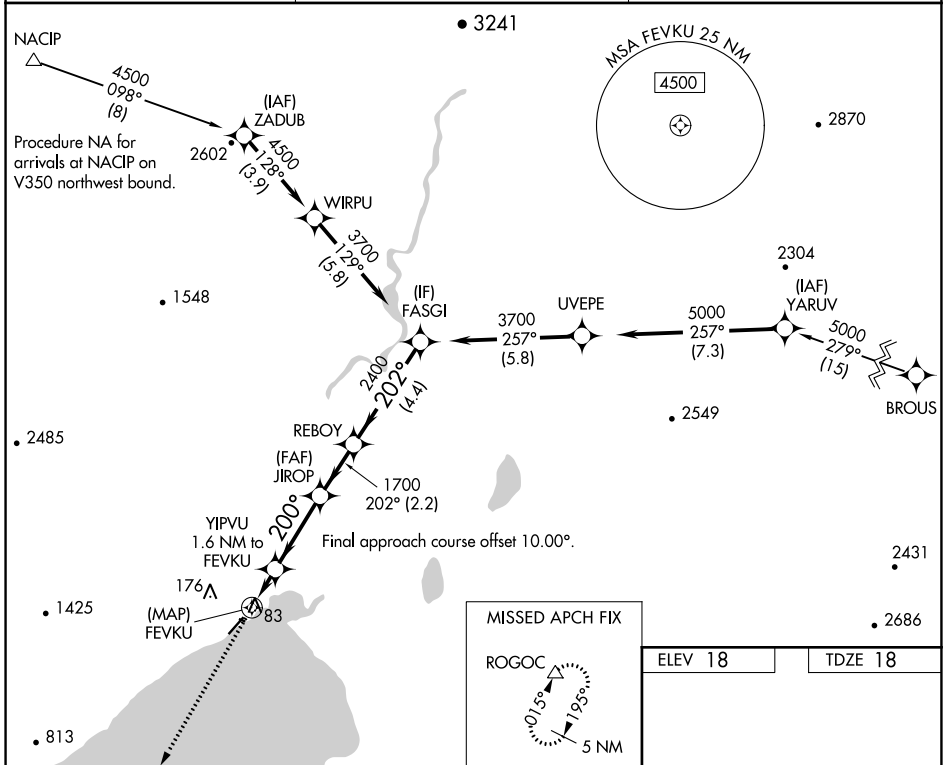 3241
NACIP
4500
098°
(8)
MSA FEVKU 25 NM
4500
(IAF)
ZADUB
2870
Procedure NA for
arrivals at NACIP on
V350 northwest bound.
2602
4500
128°
(3.9)
WIRPU
3700
129°
(5.8)
2304
1548
(IF)
FASGI
UVEPE
(IAF)
YARUV
3700
257°
(5.8)
5000
257°
(7.3)
5000
279°
(15)
BROUS
2400
202°
(4.4)
2549
2485
REBOY
(FAF)
JIROP
1700
202° (2.2)
200°
YIPVU
1.6 NM to
FEVKU
Final approach course offset 10.00°.
2431
176
1425
(MAP)
FEVKU
83
2686
MISSED APCH FIX
ROGOC
015°
195°
5 NM
ELEV 18
TDZE 18
813